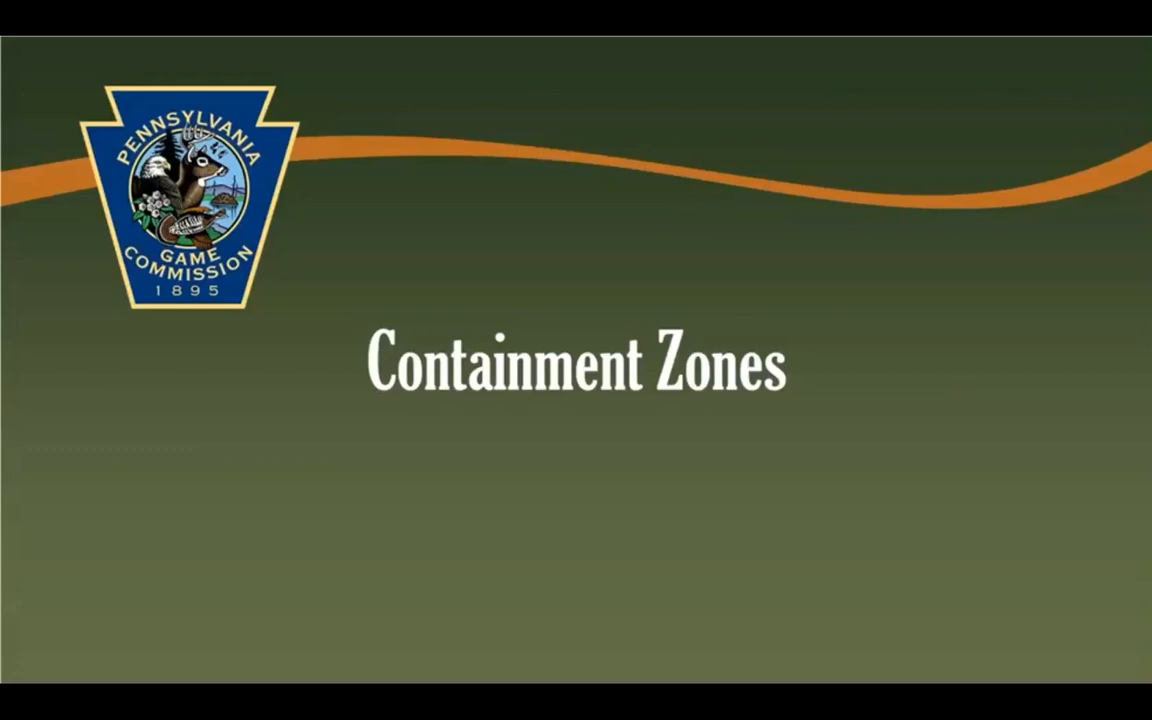 PENNSYLVANIA
GAME
COMMISSION
1895
Containment Zones